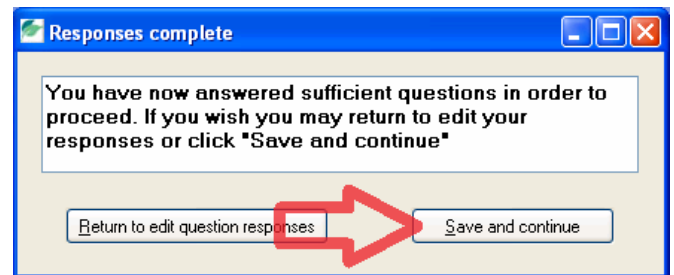 Responses complete
You have now answered sufficient questions in order to
proceed. If you wish you may return to edit your
responses or click "Save and continue"
Return to edit question responses
Save and continue